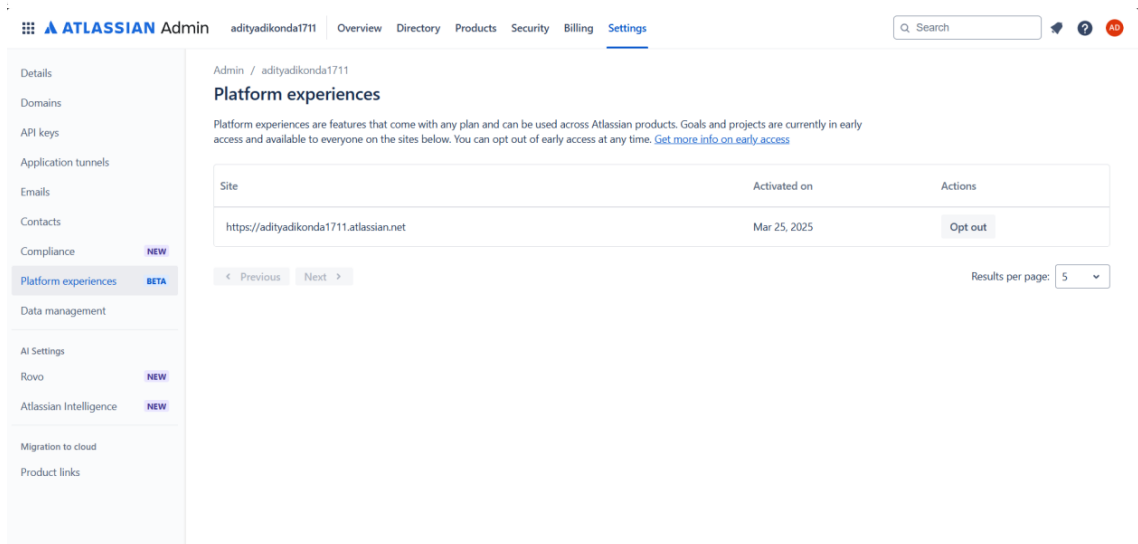 ATLASSIAN Admin adityadikonda1711 Overview Directory Products Security Billing Settings Search AD
Details
Domains
API keys
Application tunnels
Emails
Contacts
Compliance NEW
Platform experiences BETA
Data management
AI Settings
Rovo NEW
Atlassian Intelligence NEW
Migration to cloud
Product links
Admin / adityadikonda1711
Platform experiences
Platform experiences are features that come with any plan and can be used across Atlassian products. Goals and projects are currently in early
access and available to everyone on the sites below. You can opt out of early access at any time. Get more info on early access
Site Activated on Actions
https://adityadikonda1711.atlassian.net Mar 25, 2025 Opt out
Previous Next Results per page: 5